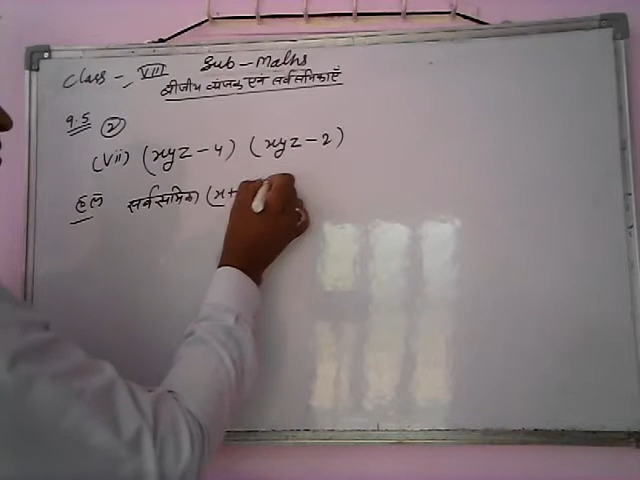 Class - VIII Sub - Maths
बीजीय व्यंजक एवं सर्वसमिकाएँ
9.5 (2)
(vii) (xyz - 4) (xyz - 2)
हल सर्वसमिका (x +